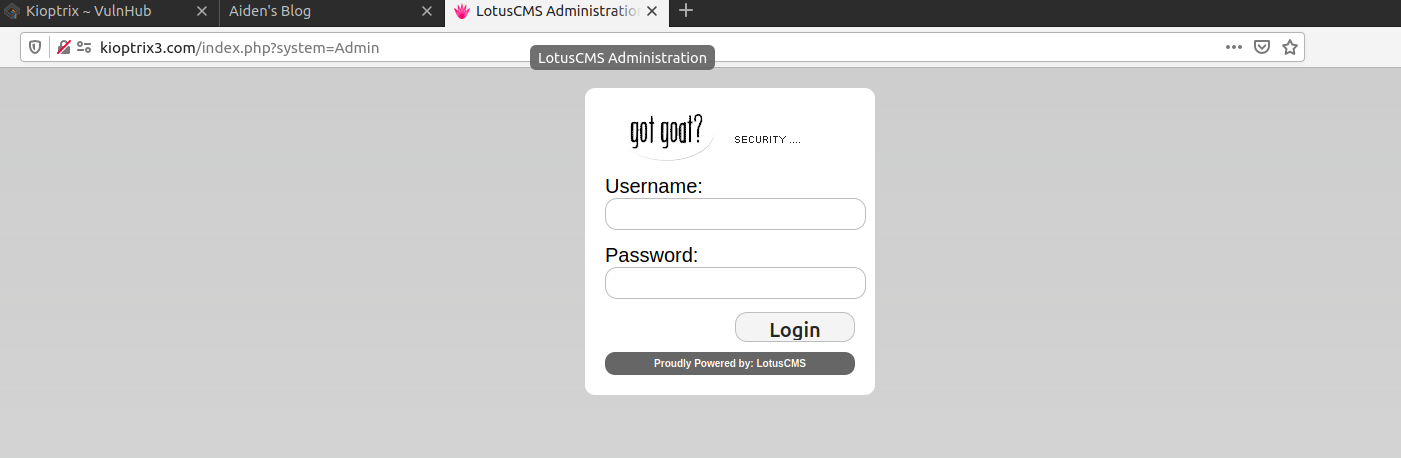 Kioptrix ~ VulnHub
Aiden's Blog
LotusCMS Administratio
kioptrix3.com/index.php?system=Admin
LotusCMS Administration
got goat?
SECURITY ....
Username:
Password:
Login
Proudly Powered by: LotusCMS